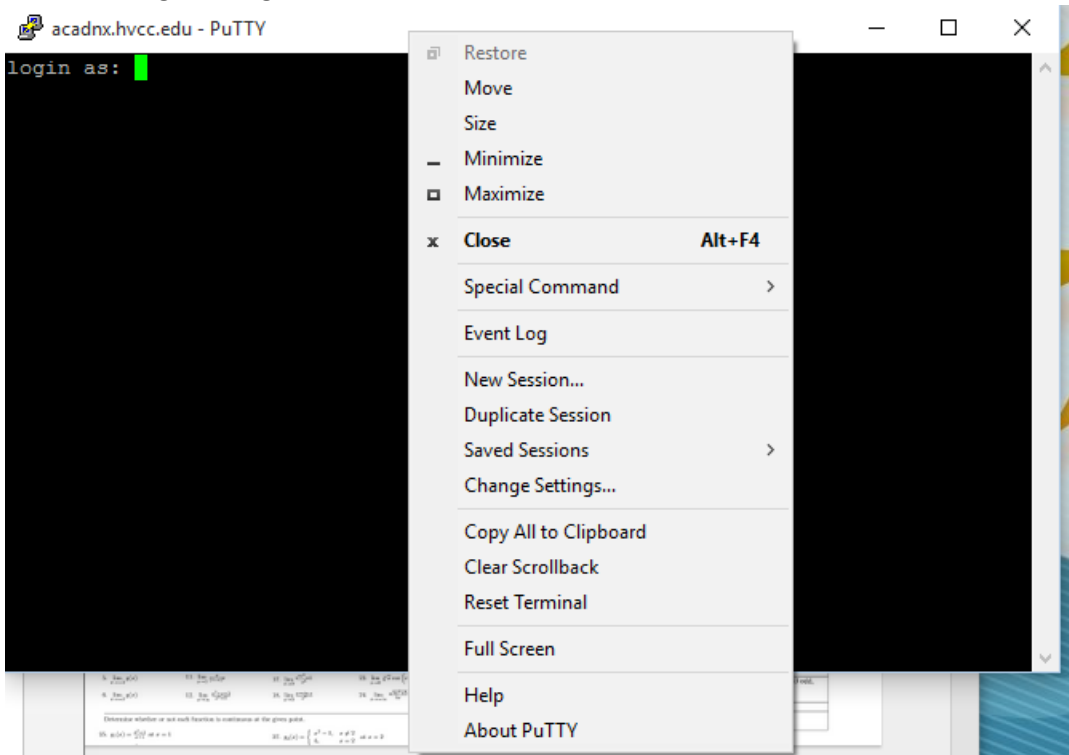 acadnx.hvcc.edu - PuTTY
login as:
Restore
Move
Size
Minimize
Maximize
Close Alt+F4
Special Command
Event Log
New Session...
Duplicate Session
Saved Sessions
Change Settings...
Copy All to Clipboard
Clear Scrollback
Reset Terminal
Full Screen
Help
About PuTTY
Determine whether or not each function is continuous at the given point.